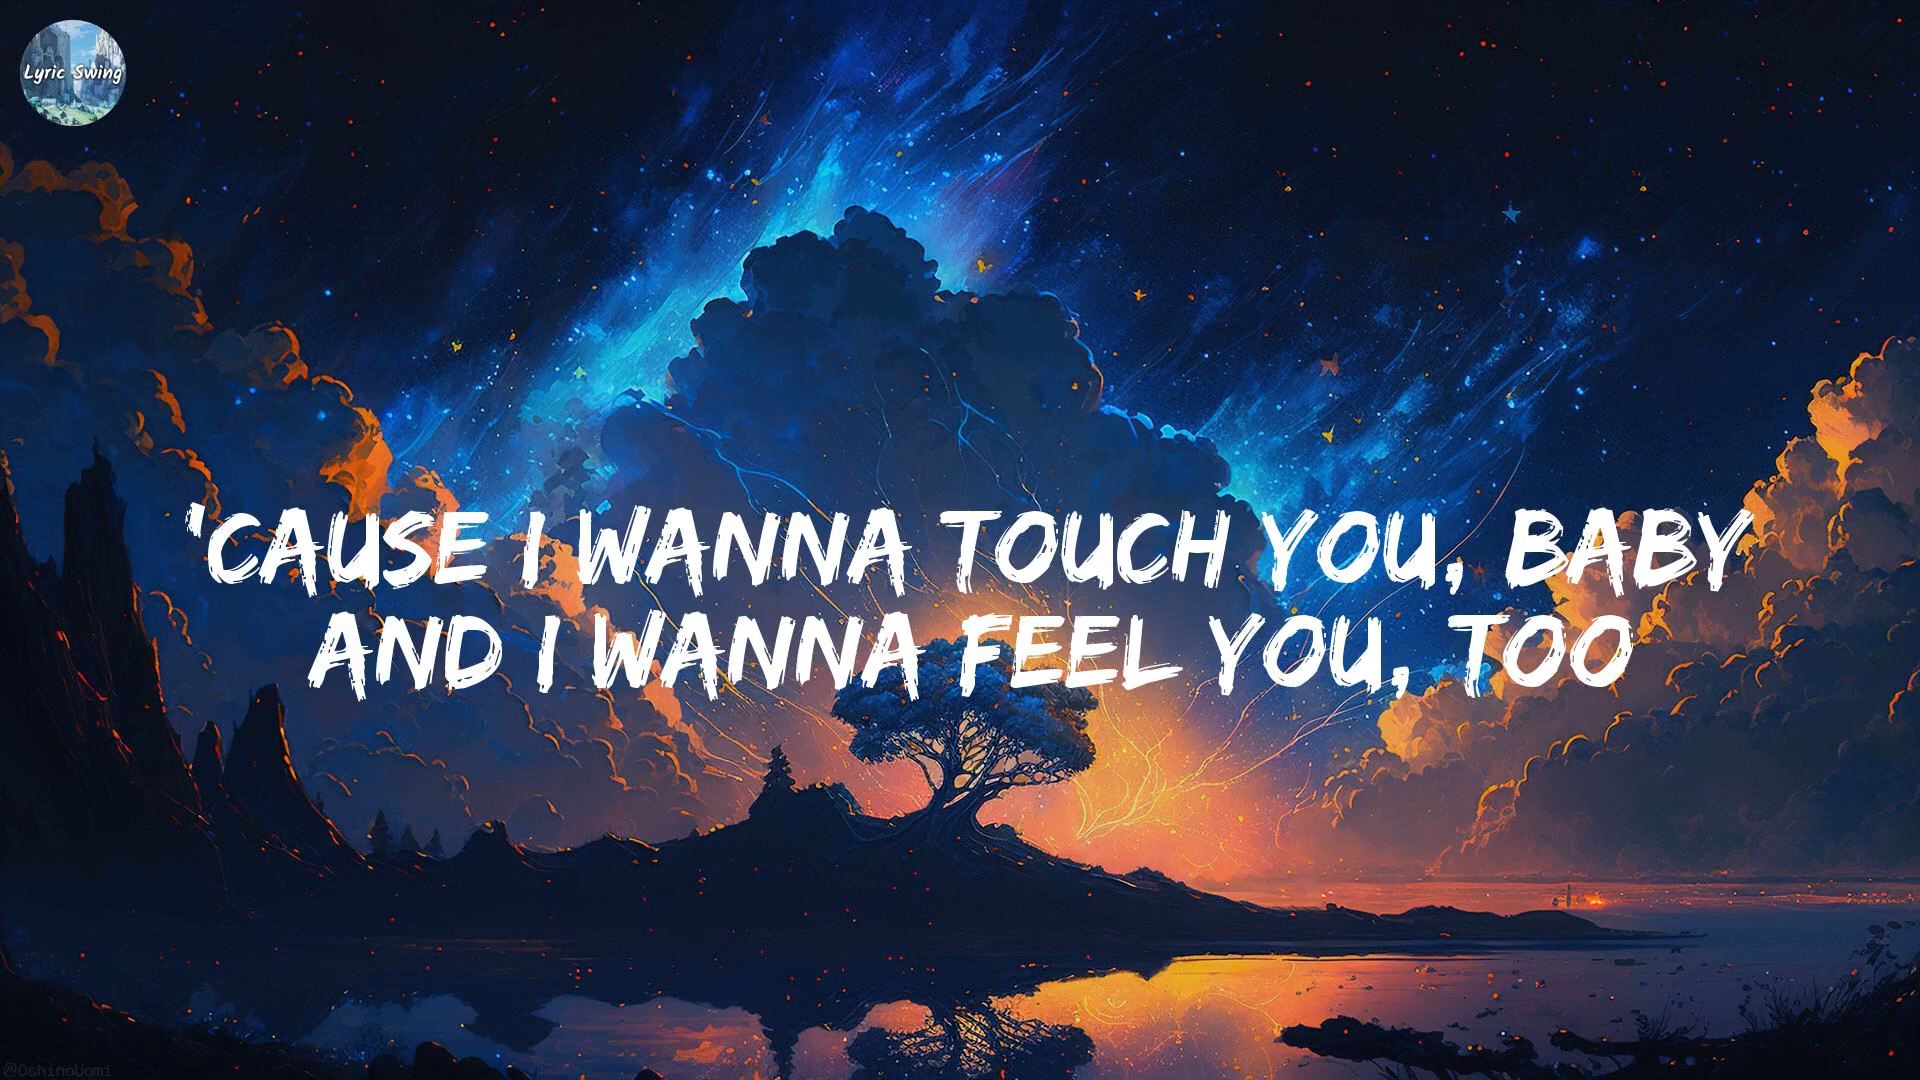 Lyric Swing
'CAUSE I WANNA TOUCH YOU, BABY
AND I WANNA FEEL YOU, TOO
@OshinoUomi